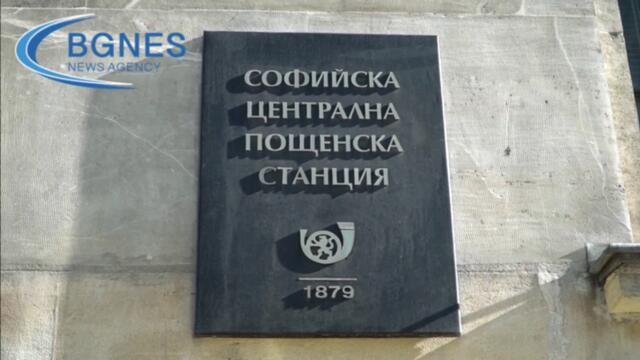 BGNES
NEWS AGENCY
СОФИЙСКА
ЦЕНТРАЛНА
ПОЩЕНСКА
СТАНЦИЯ
1879